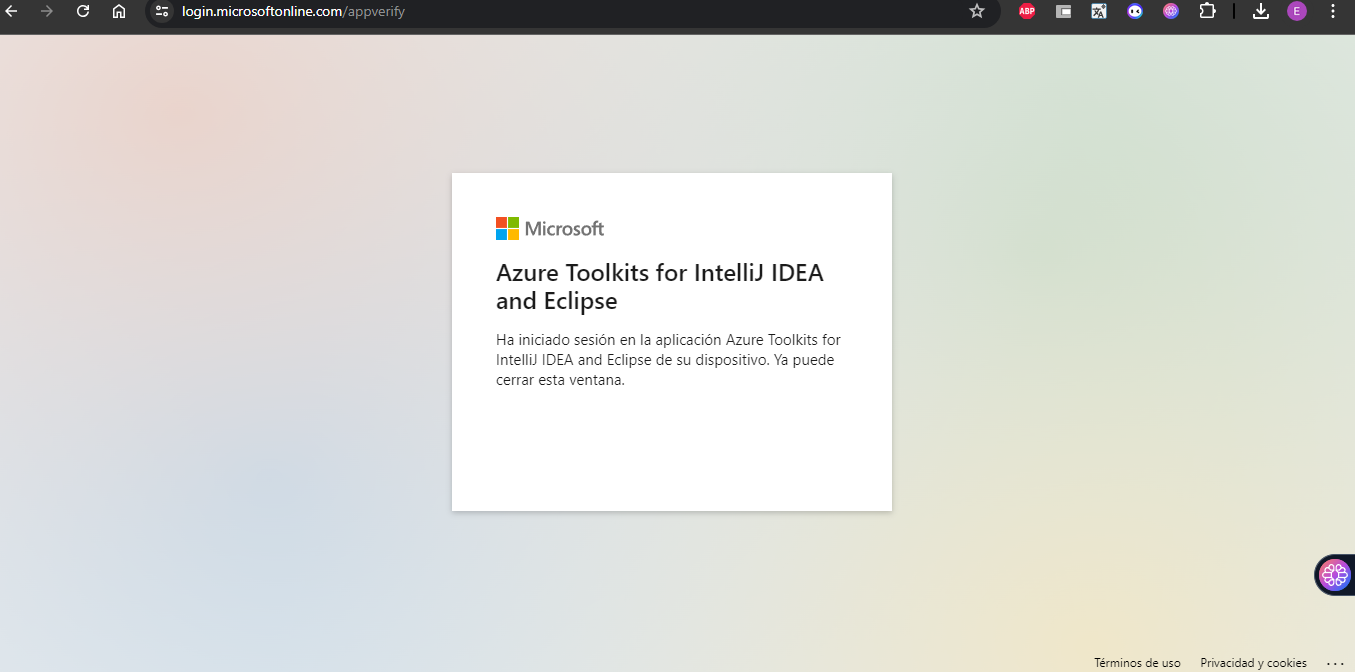 login.microsoftonline.com/appverify
ABP
E
Microsoft
Azure Toolkits for IntelliJ IDEA
and Eclipse
Ha iniciado sesión en la aplicación Azure Toolkits for
IntelliJ IDEA and Eclipse de su dispositivo. Ya puede
cerrar esta ventana.
Términos de uso Privacidad y cookies ...